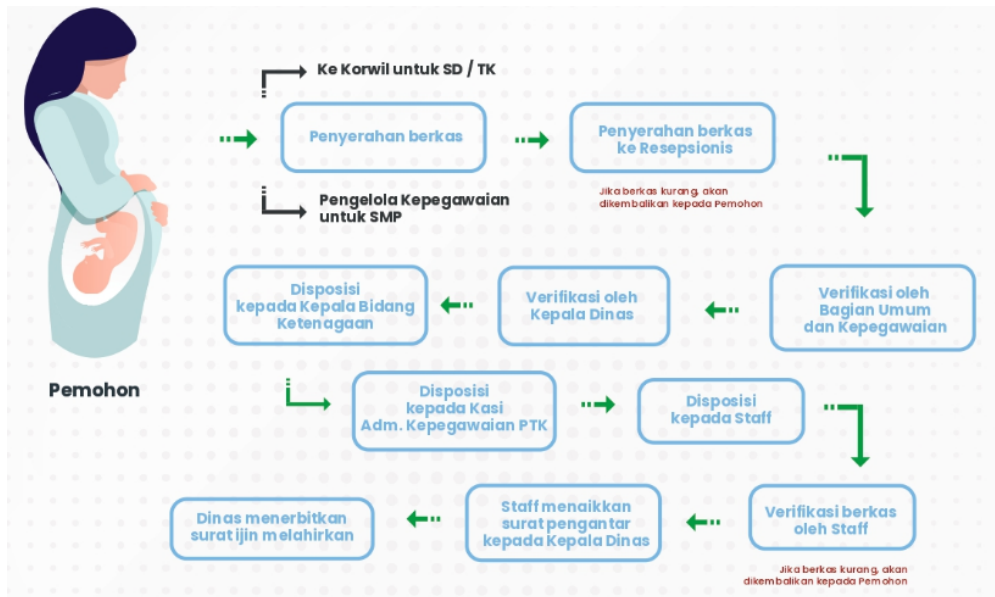 Ke Korwil untuk SD / TK
Penyerahan berkas
Penyerahan berkas
ke Resepsionis
Pengelola Kepegawaian
untuk SMP
Jika berkas kurang, akan
dikembalikan kepada Pemohon
Verifikasi oleh
Bagian Umum
dan Kepegawaian
Verifikasi oleh
Kepala Dinas
Disposisi
kepada Kepala Bidang
Ketenagaan
Pemohon
Disposisi
kepada Kasi
Adm. Kepegawaian PTK
Disposisi
kepada Staff
Verifikasi berkas
oleh Staff
Jika berkas kurang, akan
dikembalikan kepada Pemohon
Staff menaikkan
surat pengantar
kepada Kepala Dinas
Dinas menerbitkan
surat ijin melahirkan